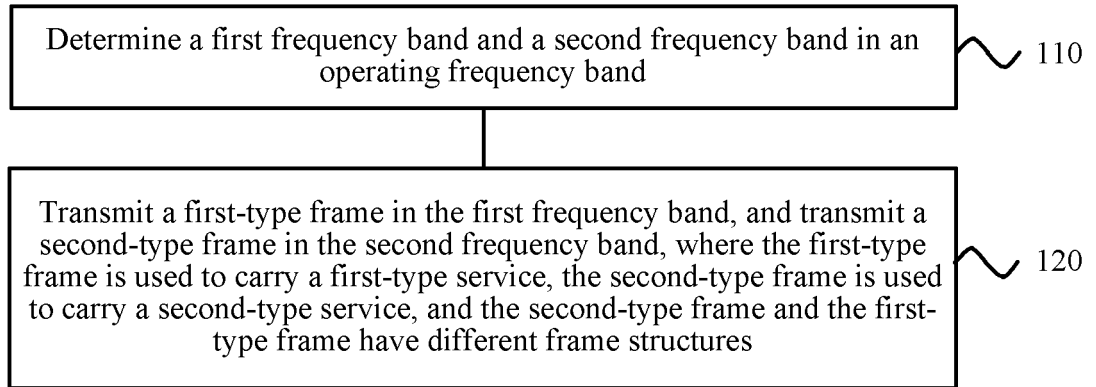 Determine a first frequency band and a second frequency band in an
operating frequency band
110
Transmit a first-type frame in the first frequency band, and transmit a
second-type frame in the second frequency band, where the first-type
frame is used to carry a first-type service, the second-type frame is used
to carry a second-type service, and the second-type frame and the first-
type frame have different frame structures
120